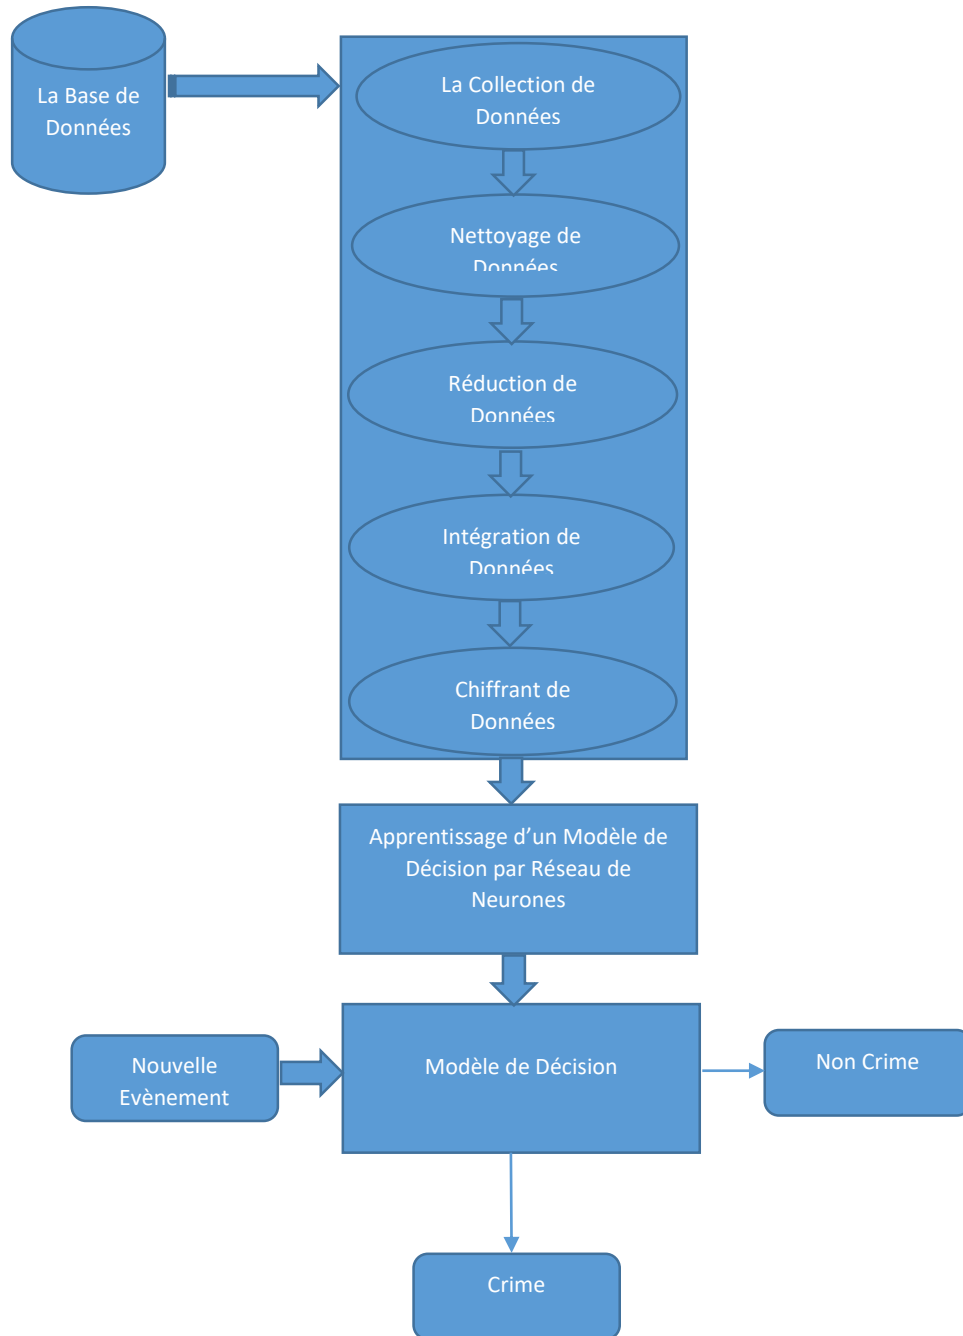 La Base de
Données
La Collection de
Données
Nettoyage de
Données
Réduction de
Données
Intégration de
Données
Chiffrant de
Données
Apprentissage d’un Modèle de
Décision par Réseau de
Neurones
Nouvelle
Evènement
Modèle de Décision
Non Crime
Crime